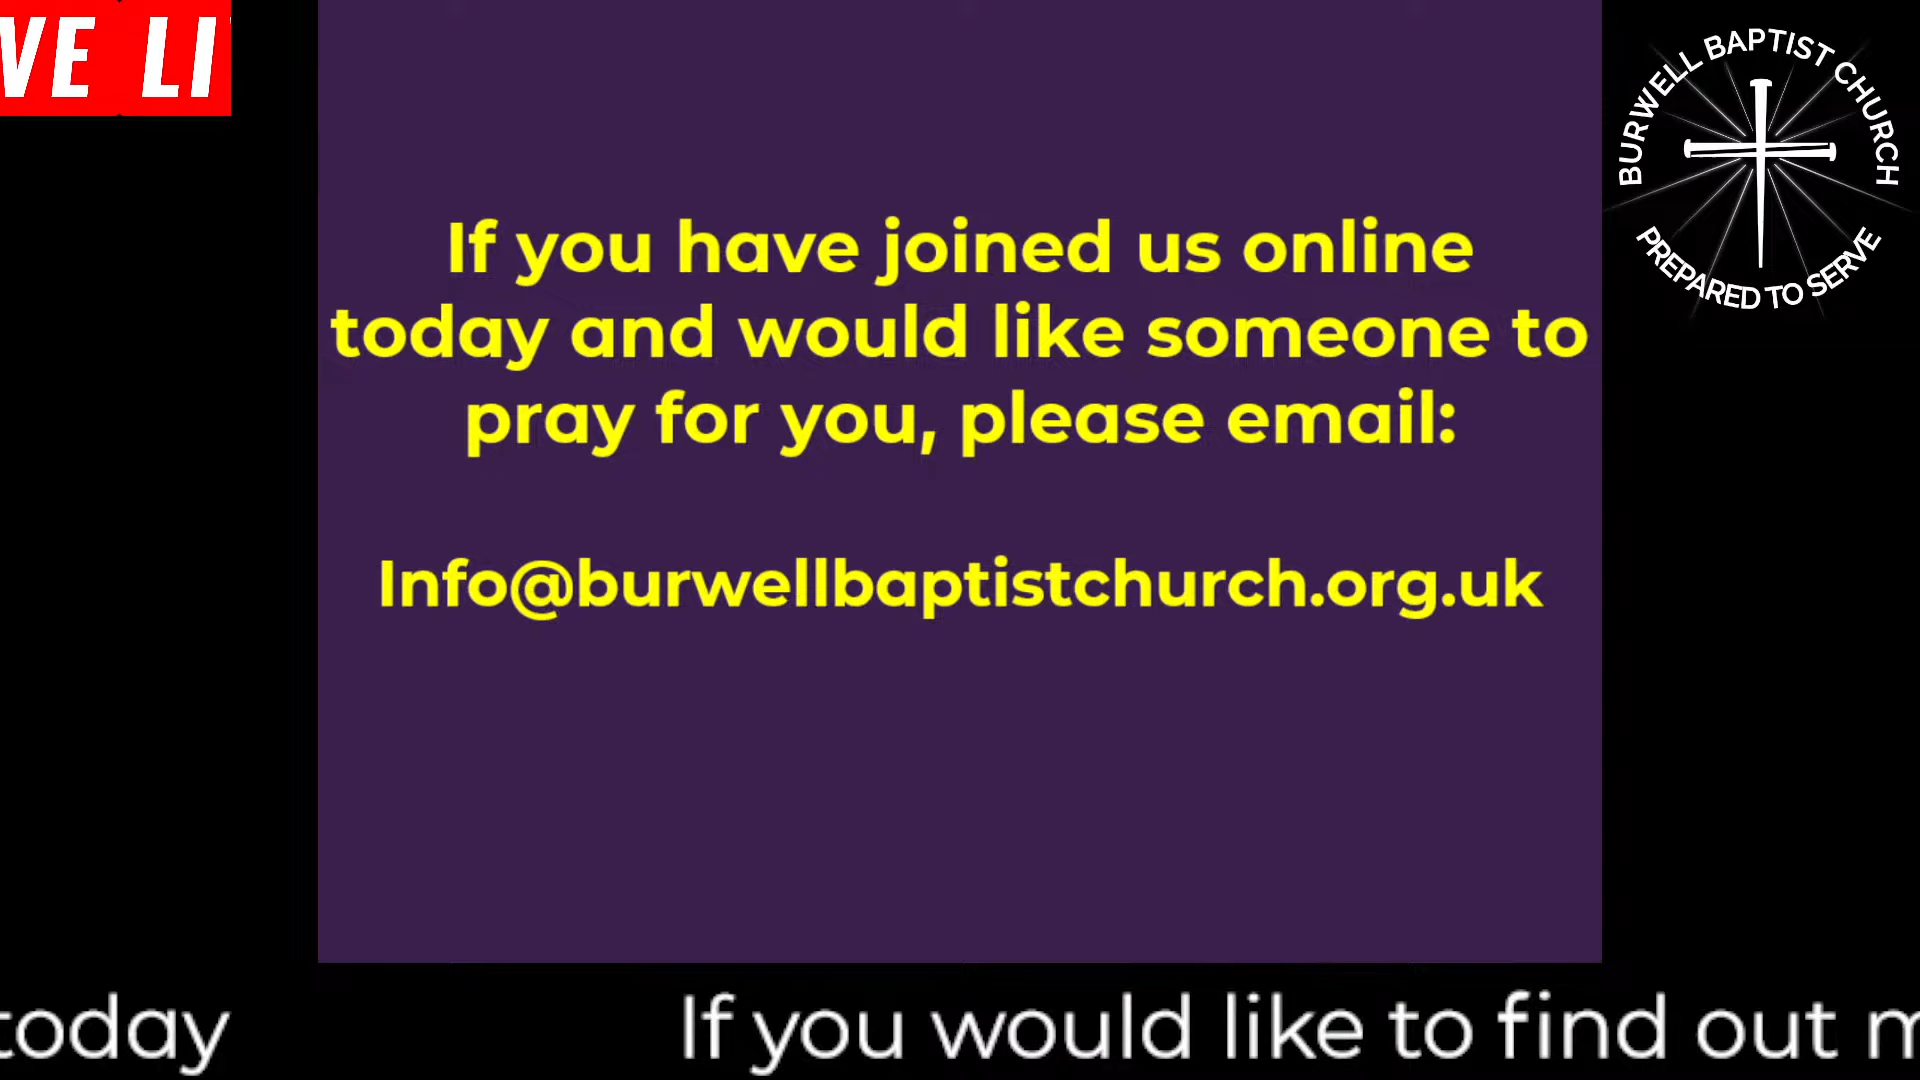 VE LI
BURWELL BAPTIST CHURCH
PREPARED TO SERVE
If you have joined us online
today and would like someone to
pray for you, please email:
Info@burwellbaptistchurch.org.uk
today If you would like to find out m